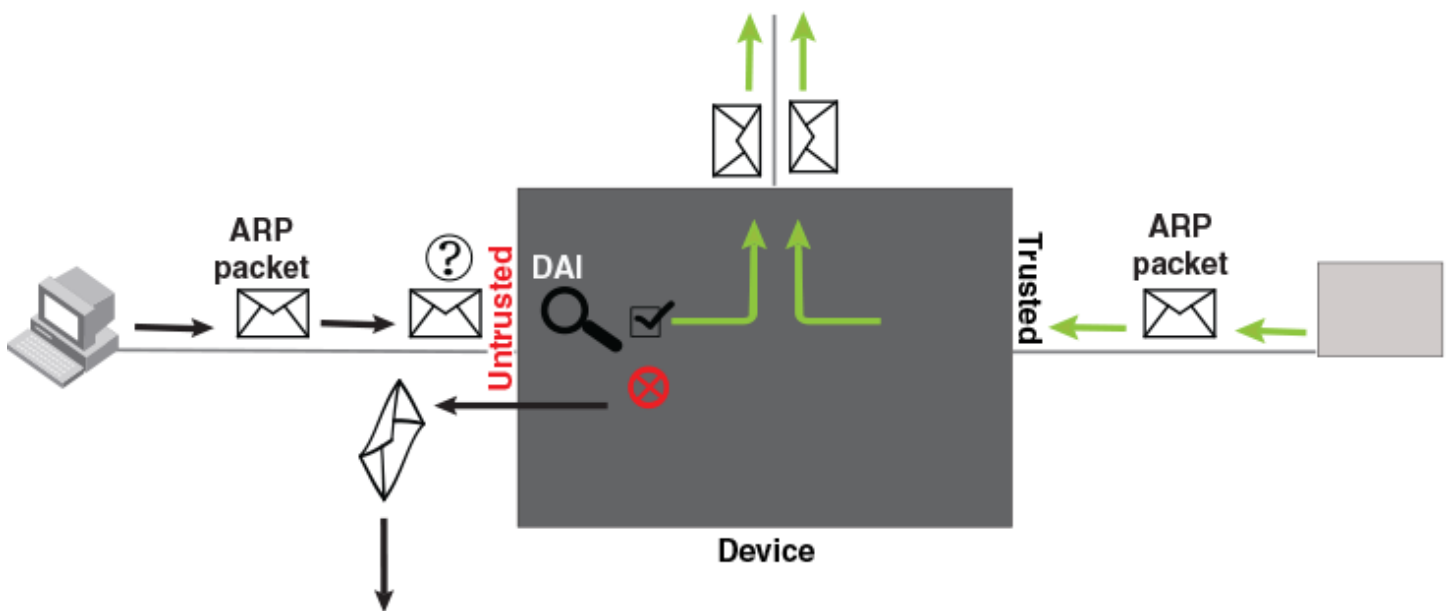 ARP
packet
?
Untrusted
DAI
Trusted
ARP
packet
Device